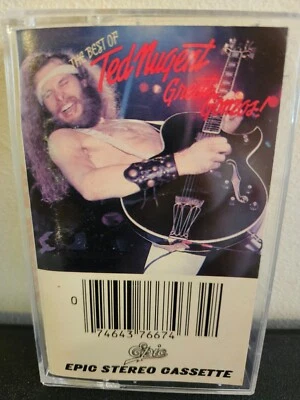 THE BEST OF
Ted Nugent
Great Gonzos!
0
74643 76674
Epic
EPIC STEREO CASSETTE